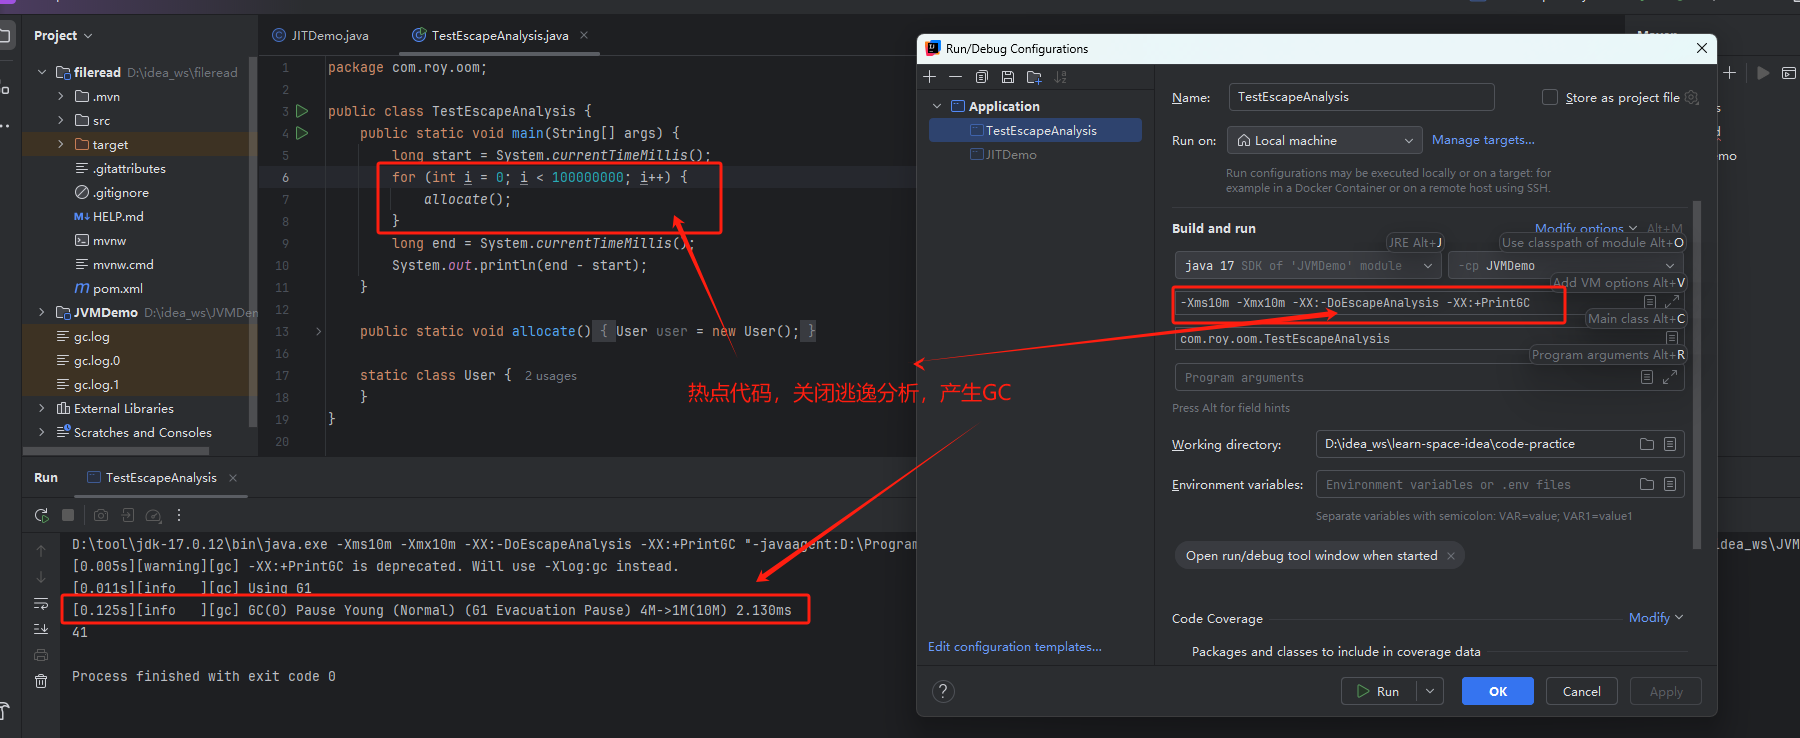 Project
fileread D:\idea_ws\fileread
.mvn
src
target
.gitattributes
.gitignore
M↓ HELP.md
mvnw
mvnw.cmd
m pom.xml
JVMDemo D:\idea_ws\JVMDen
gc.log
gc.log.0
gc.log.1
External Libraries
Scratches and Consoles
JITDemo.java
TestEscapeAnalysis.java
1 package com.roy.oom;
2
3 public class TestEscapeAnalysis {
4 public static void main(String[] args) {
5 long start = System.currentTimeMillis();
6 for (int i = 0; i < 100000000; i++) {
7 allocate();
8 }
9 long end = System.currentTimeMillis();
10 System.out.println(end - start);
11 }
12
13 public static void allocate() { User user = new User(); }
16
17 static class User { 2 usages
18 }
19 }
20
热点代码，关闭逃逸分析，产生GC
Run
TestEscapeAnalysis
D:\tool\jdk-17.0.12\bin\java.exe -Xms10m -Xmx10m -XX:-DoEscapeAnalysis -XX:+PrintGC "-javaagent:D:\Program
[0.005s][warning][gc] -XX:+PrintGC is deprecated. Will use -Xlog:gc instead.
[0.011s][info ][gc] Using G1
[0.125s][info ][gc] GC(0) Pause Young (Normal) (G1 Evacuation Pause) 4M->1M(10M) 2.130ms
41
Process finished with exit code 0
Run/Debug Configurations
Application
TestEscapeAnalysis
JITDemo
Edit configuration templates...
Name: TestEscapeAnalysis
Store as project file
Run on: Local machine
Manage targets...
Run configurations may be executed locally or on a target: for
example in a Docker Container or on a remote host using SSH.
Build and run
Modify options Alt+M
JRE Alt+J
Use classpath of module Alt+O
java 17 SDK of 'JVMDemo' module
-cp JVMDemo
Add VM options Alt+V
-Xms10m -Xmx10m -XX:-DoEscapeAnalysis -XX:+PrintGC
Main class Alt+C
com.roy.oom.TestEscapeAnalysis
Program arguments Alt+R
Program arguments
Press Alt for field hints
Working directory: D:\idea_ws\learn-space-idea\code-practice
Environment variables: Environment variables or .env files
Separate variables with semicolon: VAR=value; VAR1=value1
Open run/debug tool window when started
Code Coverage
Modify
Packages and classes to include in coverage data
?
Run
OK
Cancel
Apply
mo
idea_ws\JVM